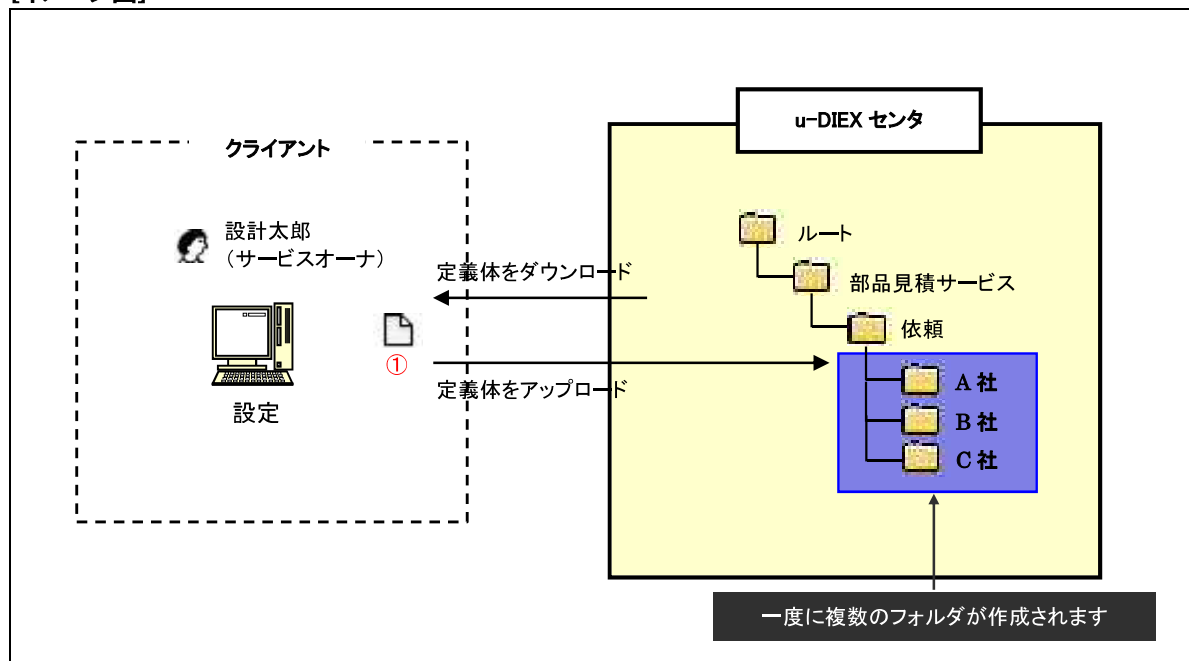 u-DIEX センタ
クライアント
設計太郎
(サービスオーナ)
設定
①
定義体をダウンロード
定義体をアップロード
ルート
部品見積サービス
依頼
A 社
B 社
C 社
一度に複数のフォルダが作成されます